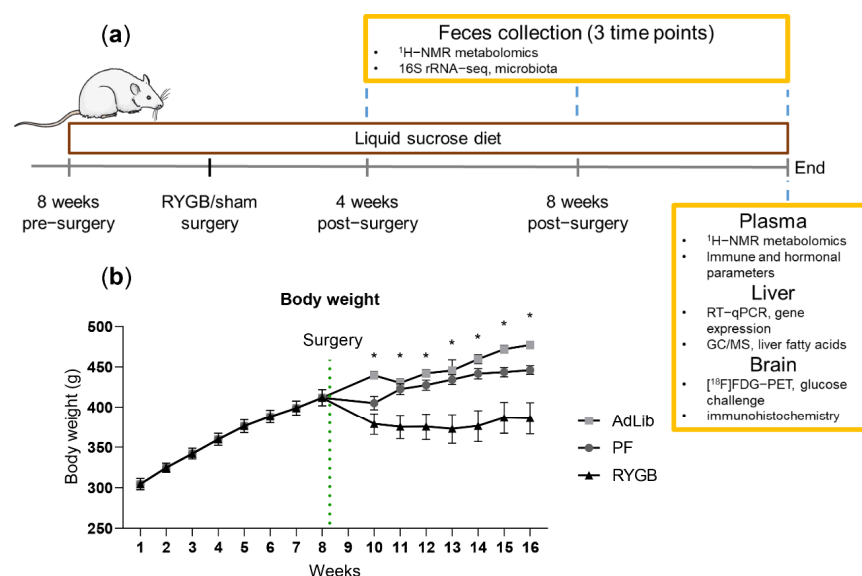 (a)
Feces collection (3 time points)
• ¹H−NMR metabolomics
• 16S rRNA−seq, microbiota
Liquid sucrose diet
End
8 weeks
pre−surgery
RYGB/sham
surgery
4 weeks
post−surgery
8 weeks
post−surgery
Plasma
• ¹H−NMR metabolomics
• Immune and hormonal
parameters
Liver
• RT−qPCR, gene
expression
• GC/MS, liver fatty acids
Brain
• [¹⁸F]FDG−PET, glucose
challenge
• immunohistochemistry
(b)
Body weight
Surgery
* * * * * * *
Body weight (g)
500
450
400
350
300
250
1 2 3 4 5 6 7 8 9 10 11 12 13 14 15 16
Weeks
AdLib
PF
RYGB